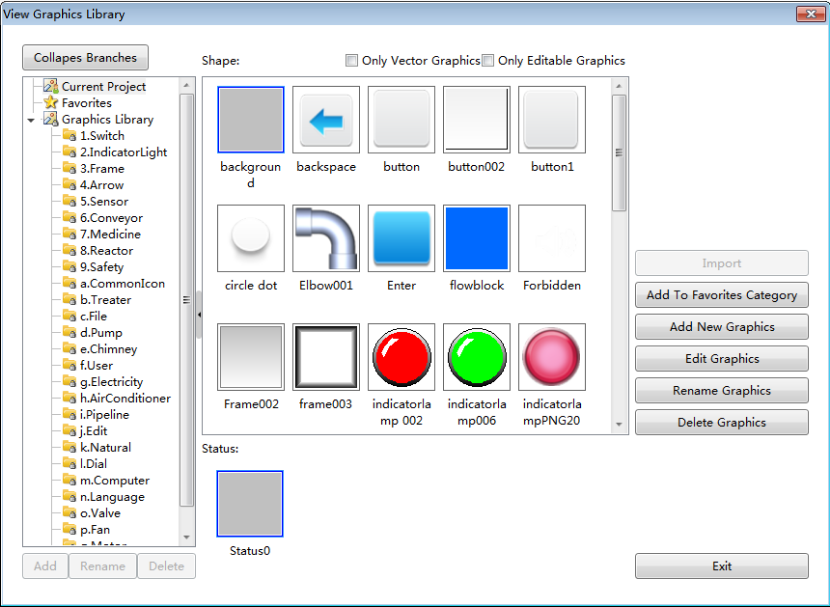 View Graphics Library
Collapes Branches
Shape:
Only Vector Graphics
Only Editable Graphics
Current Project
Favorites
Graphics Library
1.Switch
2.IndicatorLight
3.Frame
4.Arrow
5.Sensor
6.Conveyor
7.Medicine
8.Reactor
9.Safety
a.CommonIcon
b.Treater
c.File
d.Pump
e.Chimney
f.User
g.Electricity
h.AirConditioner
i.Pipeline
j.Edit
k.Natural
l.Dial
m.Computer
n.Language
o.Valve
p.Fan
Add
Rename
Delete
backgroun
d
backspace
button
button002
button1
circle dot
Elbow001
Enter
flowblock
Forbidden
Frame002
frame003
indicatorla
mp 002
indicatorla
mp006
indicatorla
mpPNG20
Status:
Status0
Import
Add To Favorites Category
Add New Graphics
Edit Graphics
Rename Graphics
Delete Graphics
Exit